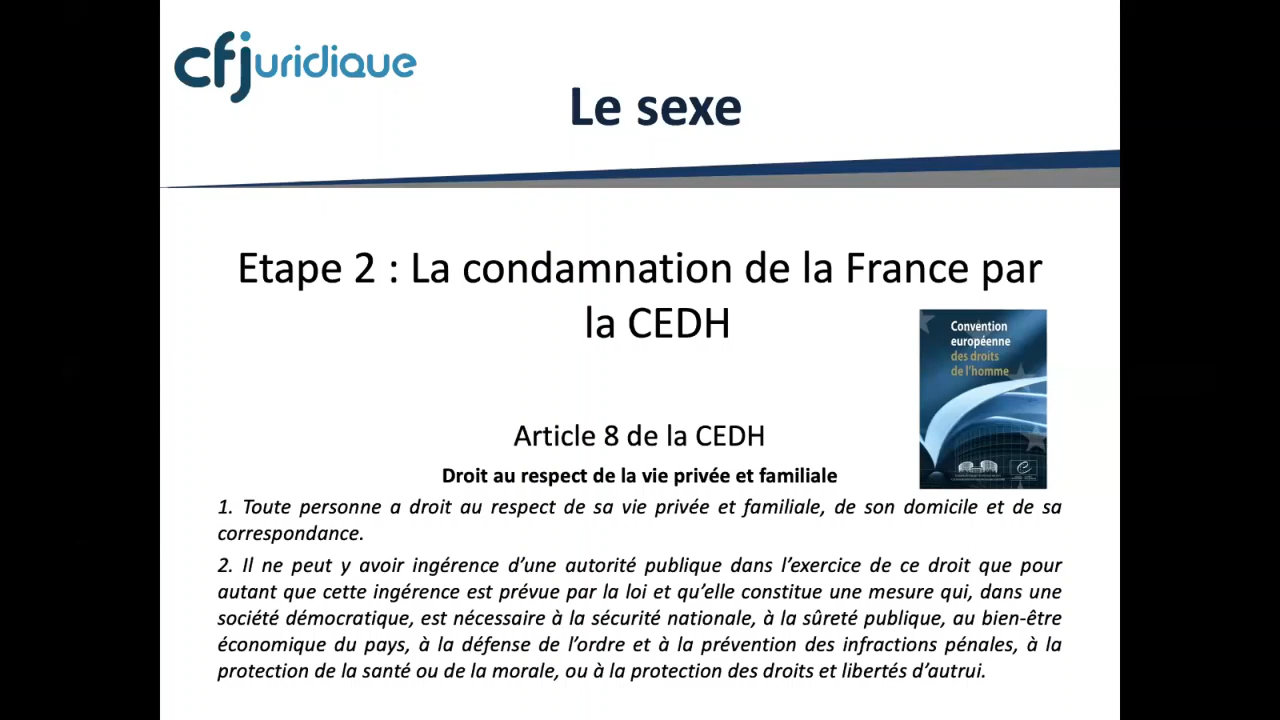 cfjuridique
Le sexe
Etape 2 : La condamnation de la France par
la CEDH
Convention
européenne
des droits
de l'homme
Article 8 de la CEDH
Droit au respect de la vie privée et familiale
1. Toute personne a droit au respect de sa vie privée et familiale, de son domicile et de sa
correspondance.
2. Il ne peut y avoir ingérence d’une autorité publique dans l’exercice de ce droit que pour
autant que cette ingérence est prévue par la loi et qu’elle constitue une mesure qui, dans une
société démocratique, est nécessaire à la sécurité nationale, à la sûreté publique, au bien-être
économique du pays, à la défense de l’ordre et à la prévention des infractions pénales, à la
protection de la santé ou de la morale, ou à la protection des droits et libertés d’autrui.